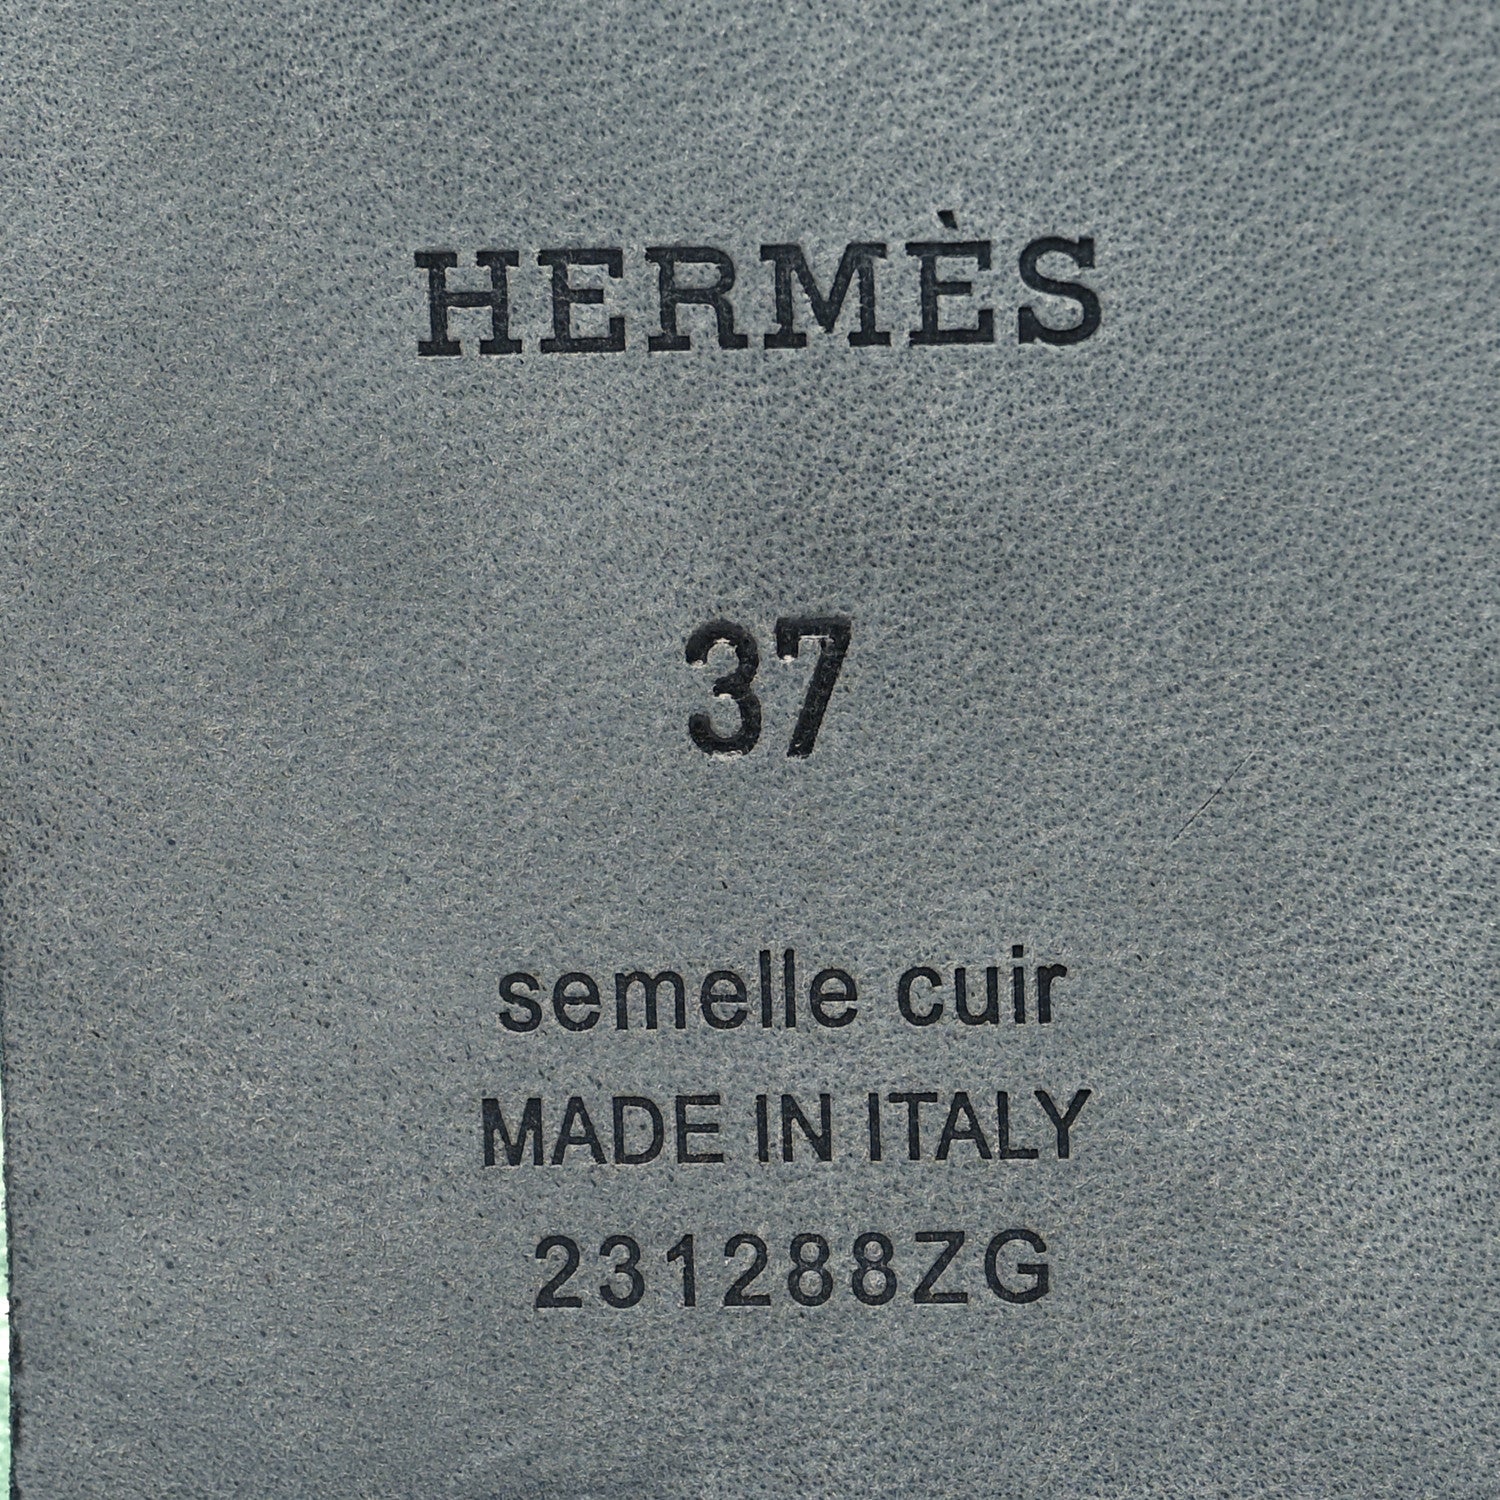 HERMÈS
37
semelle cuir
MADE IN ITALY
231288ZG